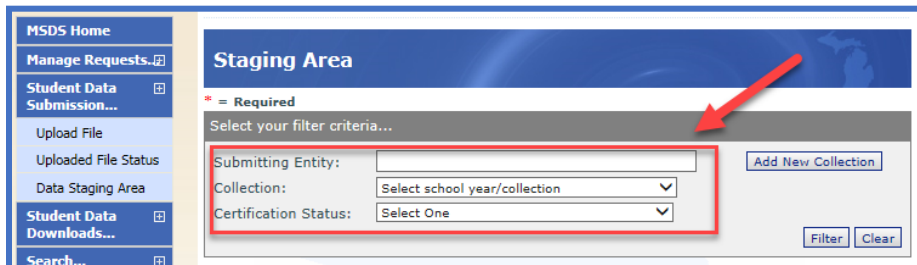 MSDS Home
Manage Requests...
Student Data
Submission...
Upload File
Uploaded File Status
Data Staging Area
Student Data
Downloads...
Search...
Staging Area
* = Required
Select your filter criteria...
Submitting Entity:
Add New Collection
Collection: Select school year/collection
Certification Status: Select One
Filter Clear